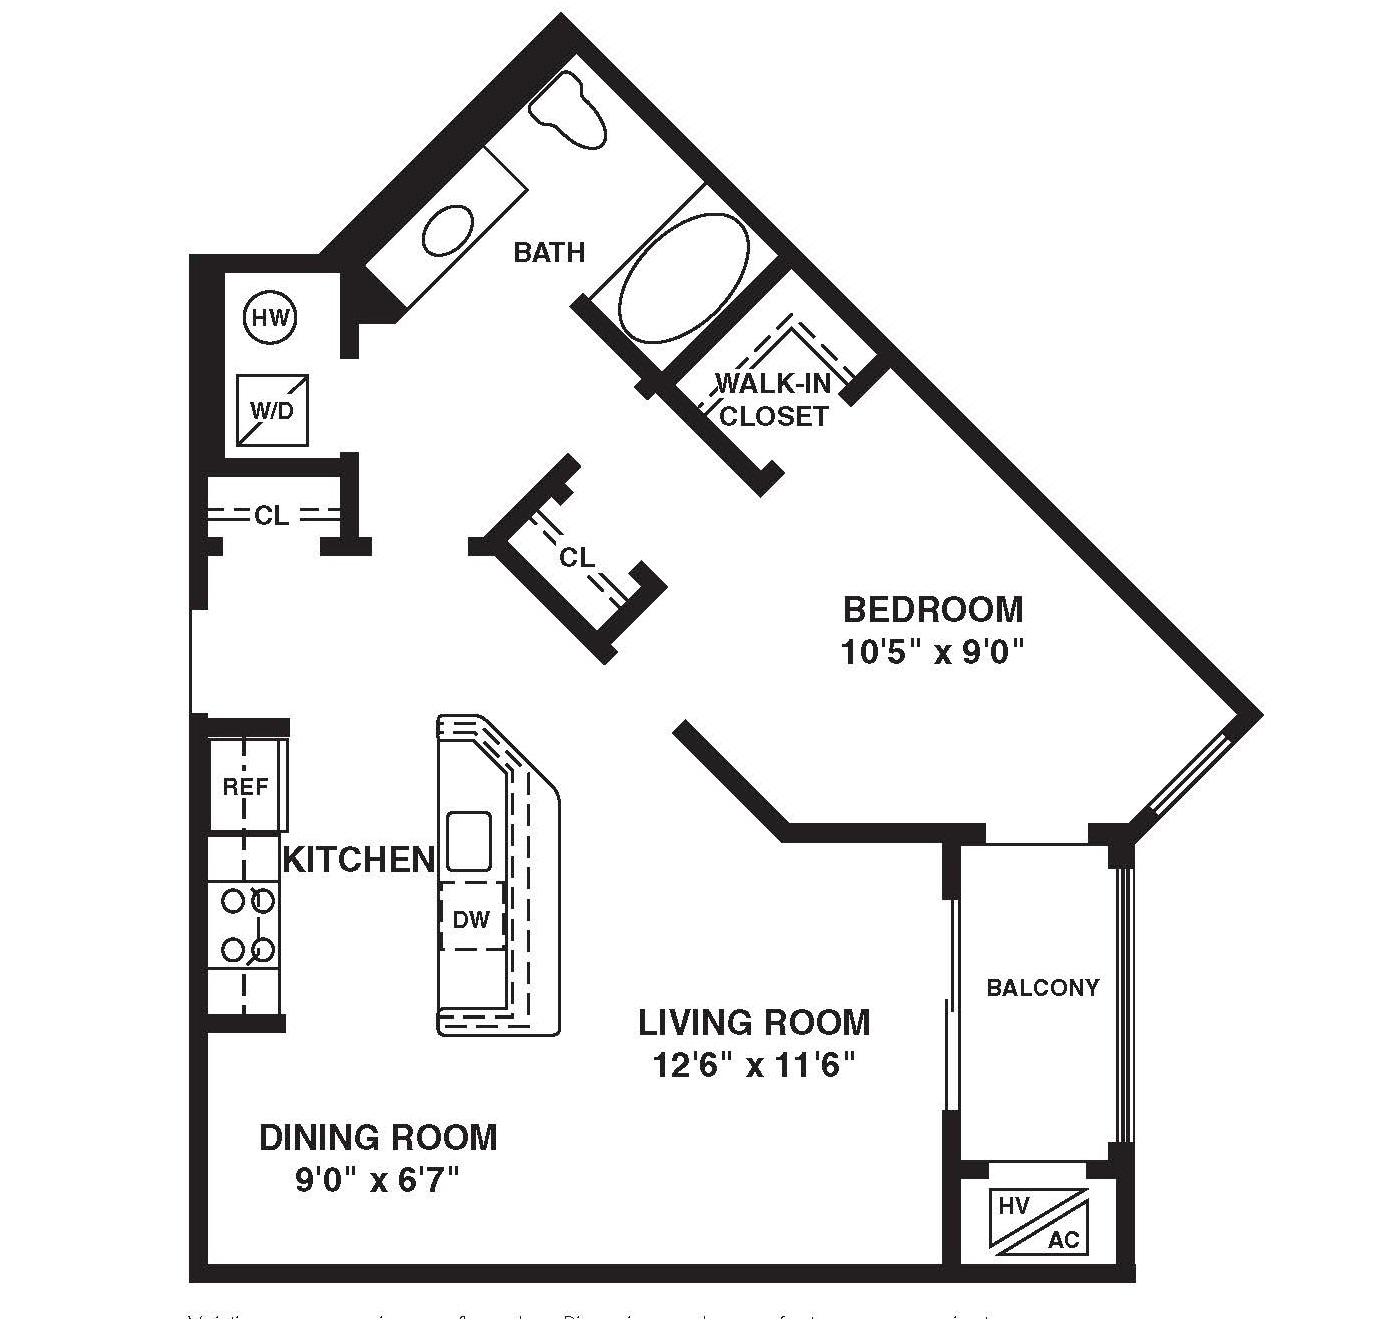 BATH
HW
WALK-IN
CLOSET
W/D
CL
CL
BEDROOM
10'5" x 9'0"
REF
KITCHEN
DW
BALCONY
LIVING ROOM
12'6" x 11'6"
DINING ROOM
9'0" x 6'7"
HV
AC